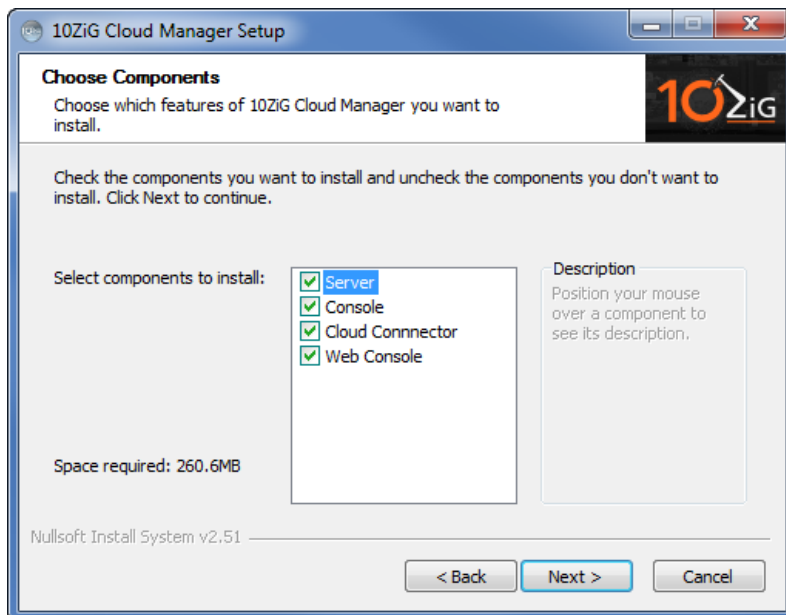 10ZiG Cloud Manager Setup
Choose Components
Choose which features of 10ZiG Cloud Manager you want to
install.
10ZiG
Check the components you want to install and uncheck the components you don't want to
install. Click Next to continue.
Select components to install:
Server
Console
Cloud Connnector
Web Console
Description
Position your mouse
over a component to
see its description.
Space required: 260.6MB
Nullsoft Install System v2.51
< Back
Next >
Cancel